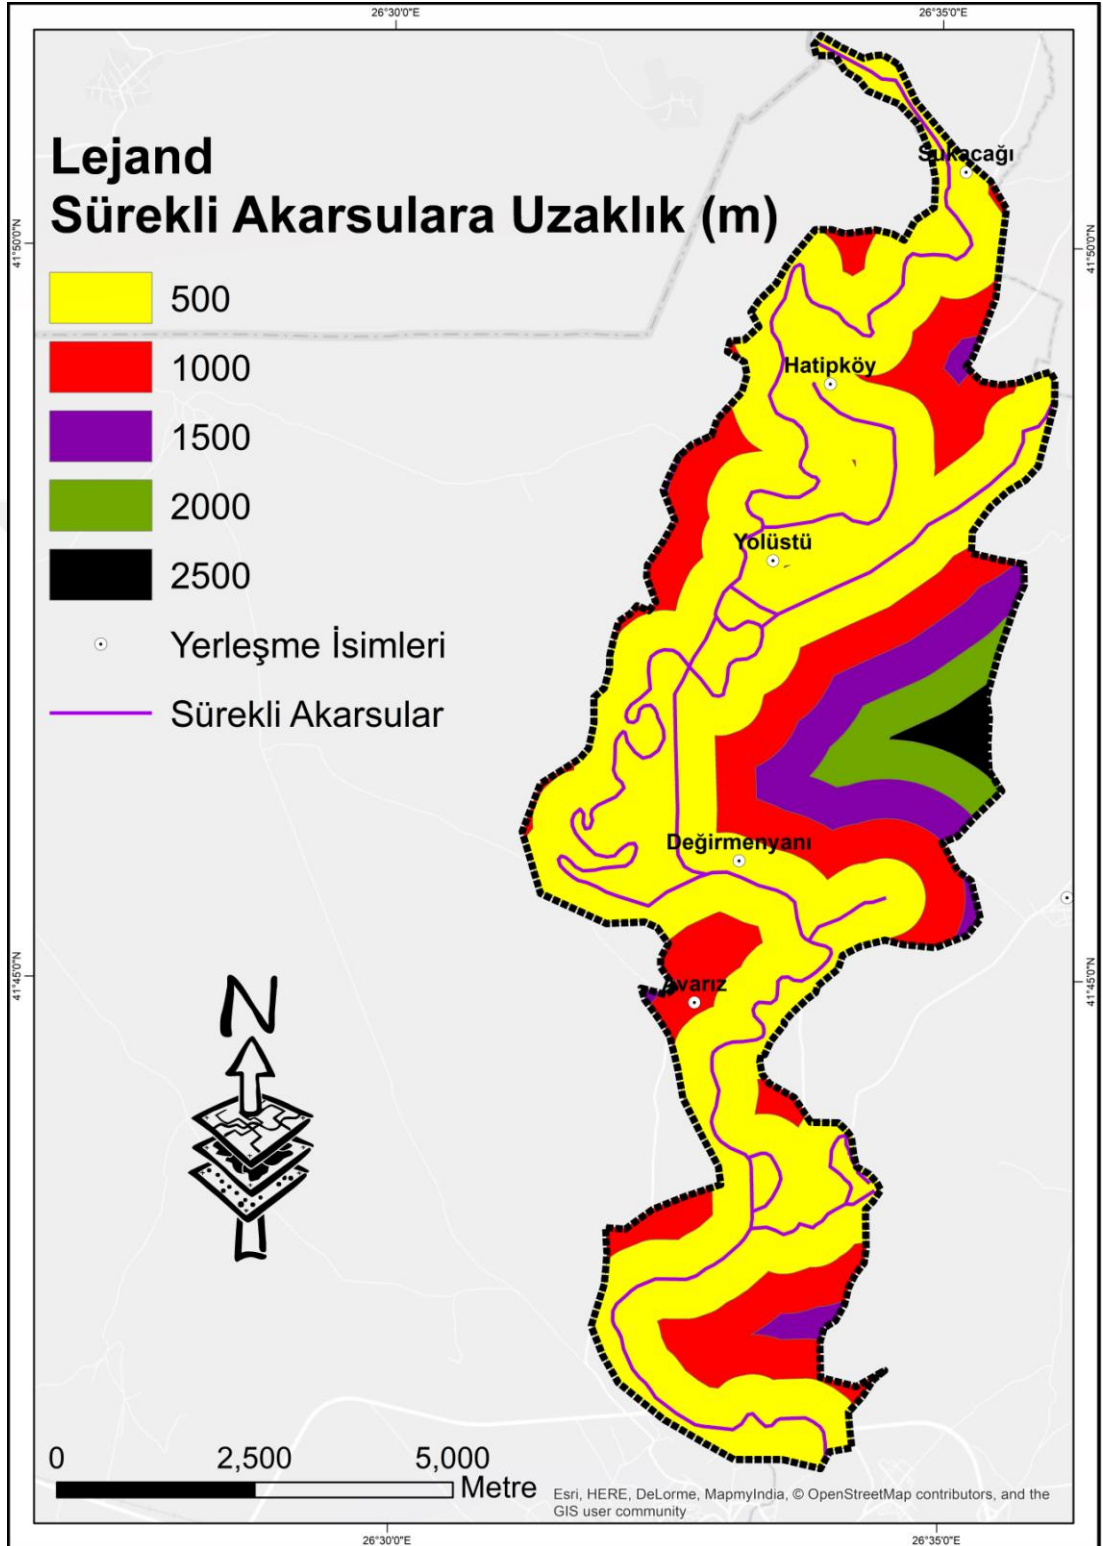 26°30'0"E
26°35'0"E
Lejand
Sürekli Akarsulara Uzaklık (m)
500
1000
1500
2000
2500
Yerleşme İsimleri
Sürekli Akarsular
Sukacağı
Hatipköy
Yolüstü
Değirmenyanı
Avarız
41°50'0"N
41°50'0"N
41°45'0"N
41°45'0"N
N
0 2,500 5,000
Metre
Esri, HERE, DeLorme, MapmyIndia, © OpenStreetMap contributors, and the
GIS user community
26°30'0"E
26°35'0"E